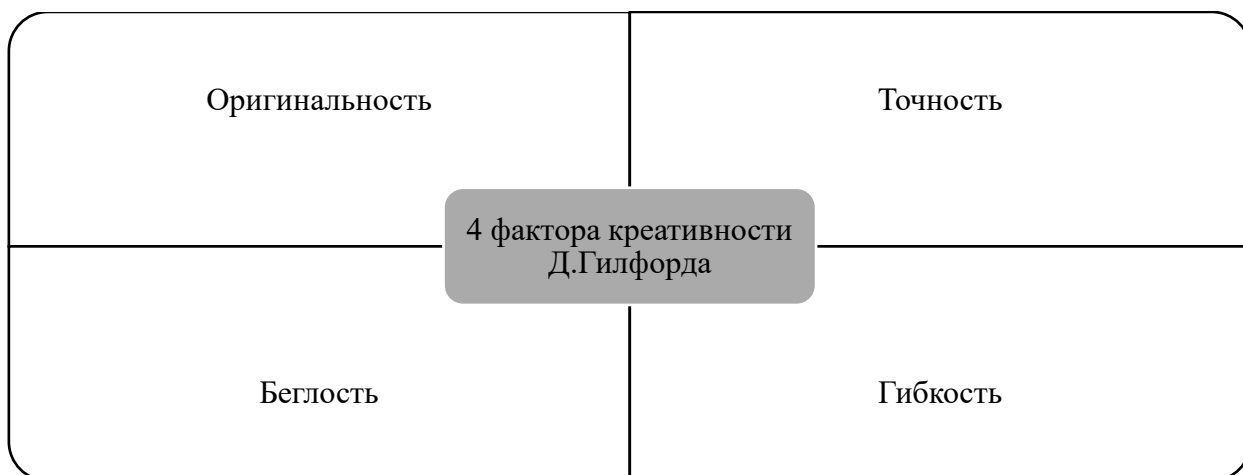 Оригинальность
Точность
4 фактора креативности
Д.Гилфорда
Беглость
Гибкость